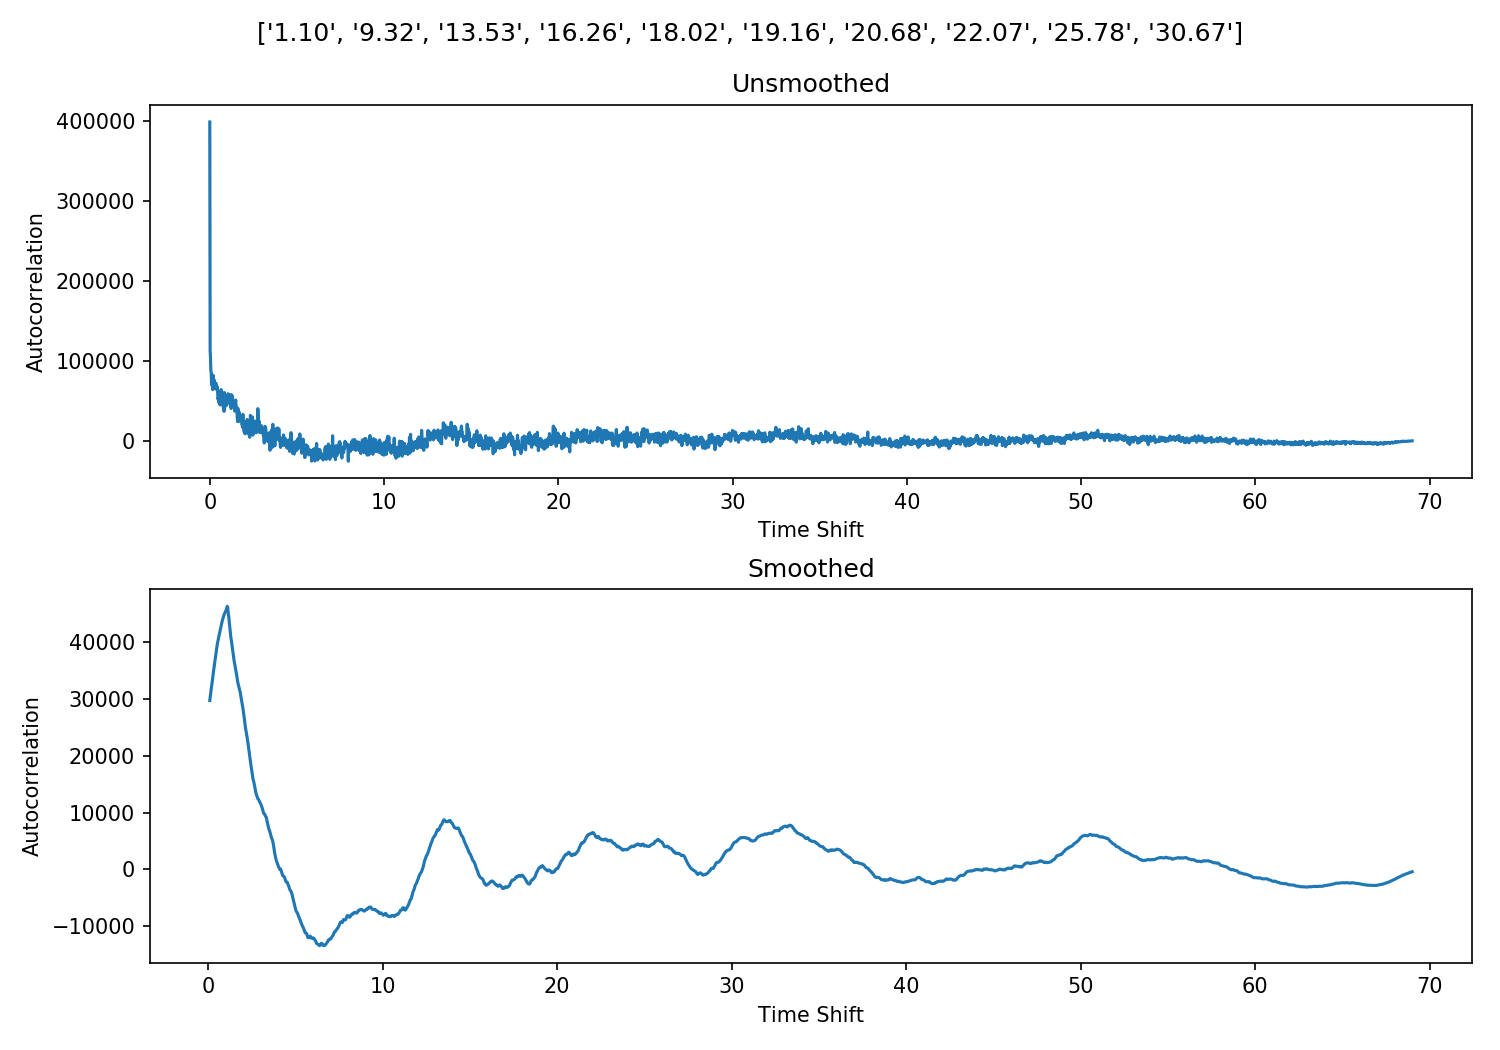 ['1.10', '9.32', '13.53', '16.26', '18.02', '19.16', '20.68', '22.07', '25.78', '30.67']
Unsmoothed
Autocorrelation
400000
300000
200000
100000
0
0 10 20 30 40 50 60 70
Time Shift
Smoothed
Autocorrelation
40000
30000
20000
10000
0
−10000
0 10 20 30 40 50 60 70
Time Shift